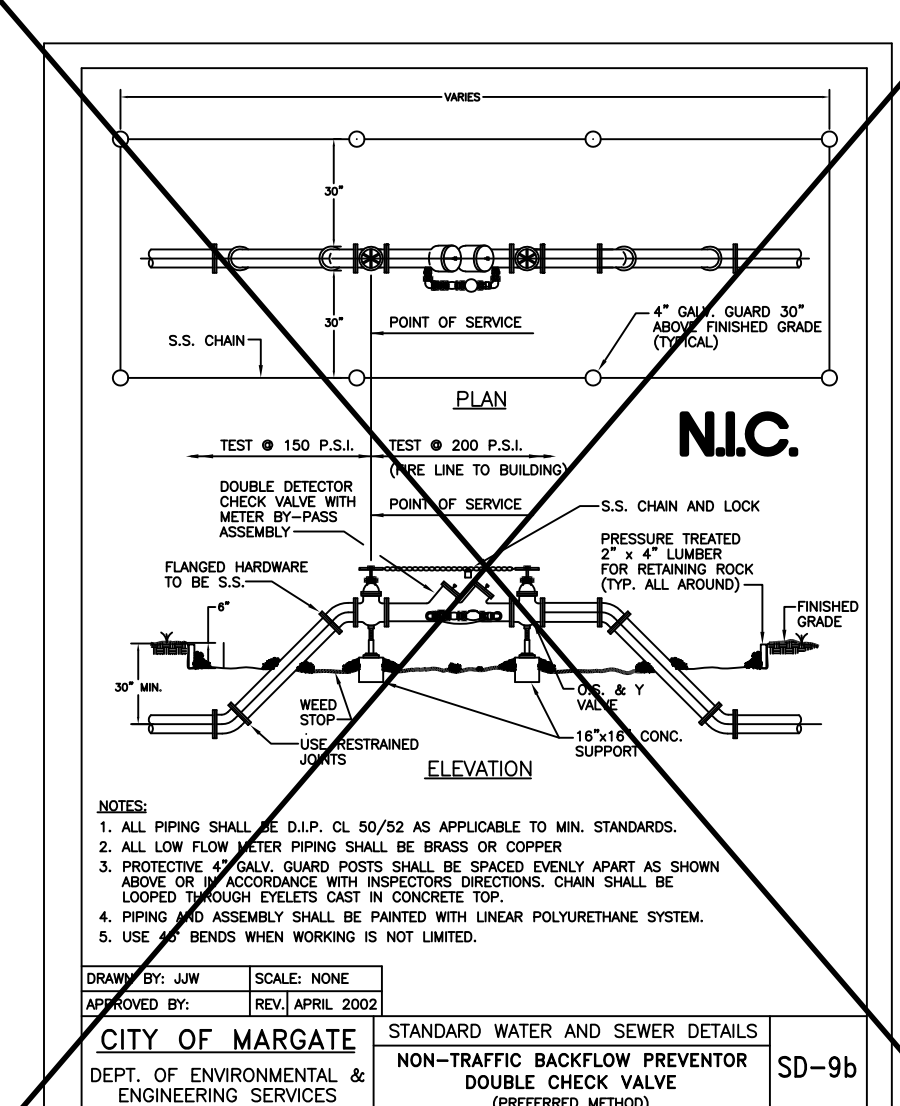 VARIES
30"
30"
POINT OF SERVICE
4" GALV. GUARD 30"
ABOVE FINISHED GRADE
(TYPICAL)
S.S. CHAIN
PLAN
N.I.C.
TEST @ 150 P.S.I.
TEST @ 200 P.S.I.
(FIRE LINE TO BUILDING)
DOUBLE DETECTOR
CHECK VALVE WITH
METER BY-PASS
ASSEMBLY
POINT OF SERVICE
S.S. CHAIN AND LOCK
PRESSURE TREATED
2" x 4" LUMBER
FOR RETAINING ROCK
(TYP. ALL AROUND)
FLANGED HARDWARE
TO BE S.S.
6"
FINISHED
GRADE
30" MIN.
WEED
STOP
O.S. & Y
VALVE
USE RESTRAINED
JOINTS
16"x16" CONC.
SUPPORT
ELEVATION
NOTES:
1. ALL PIPING SHALL BE D.I.P. CL 50/52 AS APPLICABLE TO MIN. STANDARDS.
2. ALL LOW FLOW METER PIPING SHALL BE BRASS OR COPPER
3. PROTECTIVE 4" GALV. GUARD POSTS SHALL BE SPACED EVENLY APART AS SHOWN
ABOVE OR IN ACCORDANCE WITH INSPECTORS DIRECTIONS. CHAIN SHALL BE
LOOPED THROUGH EYELETS CAST IN CONCRETE TOP.
4. PIPING AND ASSEMBLY SHALL BE PAINTED WITH LINEAR POLYURETHANE SYSTEM.
5. USE 45° BENDS WHEN WORKING IS NOT LIMITED.
DRAWN BY: JJW
SCALE: NONE
APPROVED BY:
REV. APRIL 2002
CITY OF MARGATE
DEPT. OF ENVIRONMENTAL &
ENGINEERING SERVICES
STANDARD WATER AND SEWER DETAILS
NON-TRAFFIC BACKFLOW PREVENTOR
DOUBLE CHECK VALVE
(PREFERRED METHOD)
SD-9b